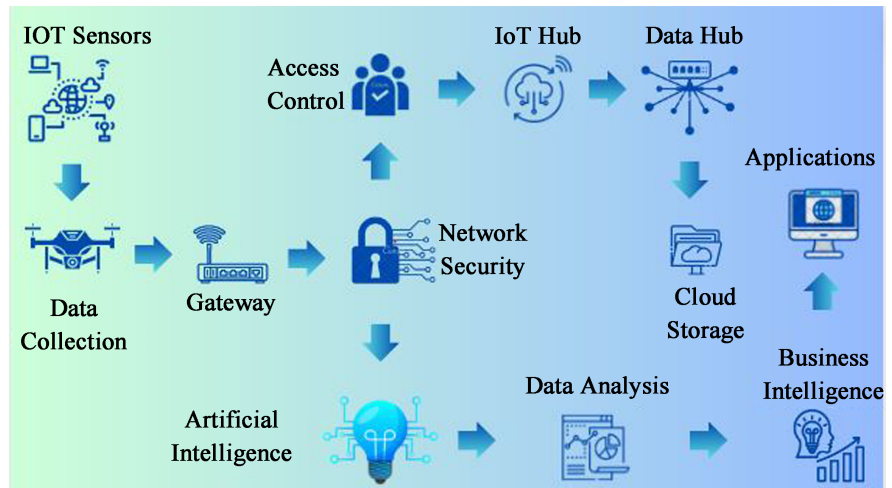 IOT Sensors
Access
Control
IoT Hub
Data Hub
Applications
Data
Collection
Gateway
Network
Security
Cloud
Storage
Artificial
Intelligence
Data Analysis
Business
Intelligence